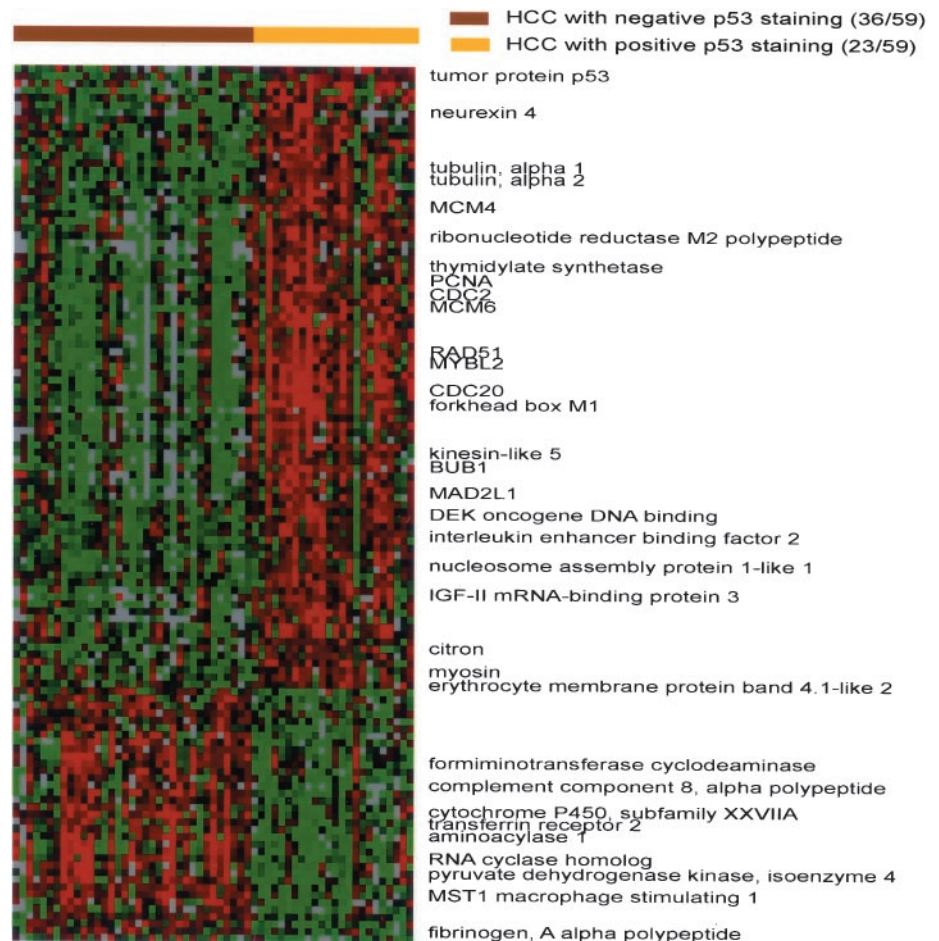 HCC with negative p53 staining (36/59)
HCC with positive p53 staining (23/59)
tumor protein p53
neurexin 4
tubulin, alpha 1
tubulin, alpha 2
MCM4
ribonucleotide reductase M2 polypeptide
thymidylate synthetase
PCNA
CDC2
MCM6
RAD51
MYBL2
CDC20
forkhead box M1
kinesin-like 5
BUB1
MAD2L1
DEK oncogene DNA binding
interleukin enhancer binding factor 2
nucleosome assembly protein 1-like 1
IGF-II mRNA-binding protein 3
citron
myosin
erythrocyte membrane protein band 4.1-like 2
formiminotransferase cyclodeaminase
complement component 8, alpha polypeptide
cytochrome P450, subfamily XXVIIA
transferrin receptor 2
aminoacylase 1
RNA cyclase homolog
pyruvate dehydrogenase kinase, isoenzyme 4
MST1 macrophage stimulating 1
fibrinogen, A alpha polypeptide